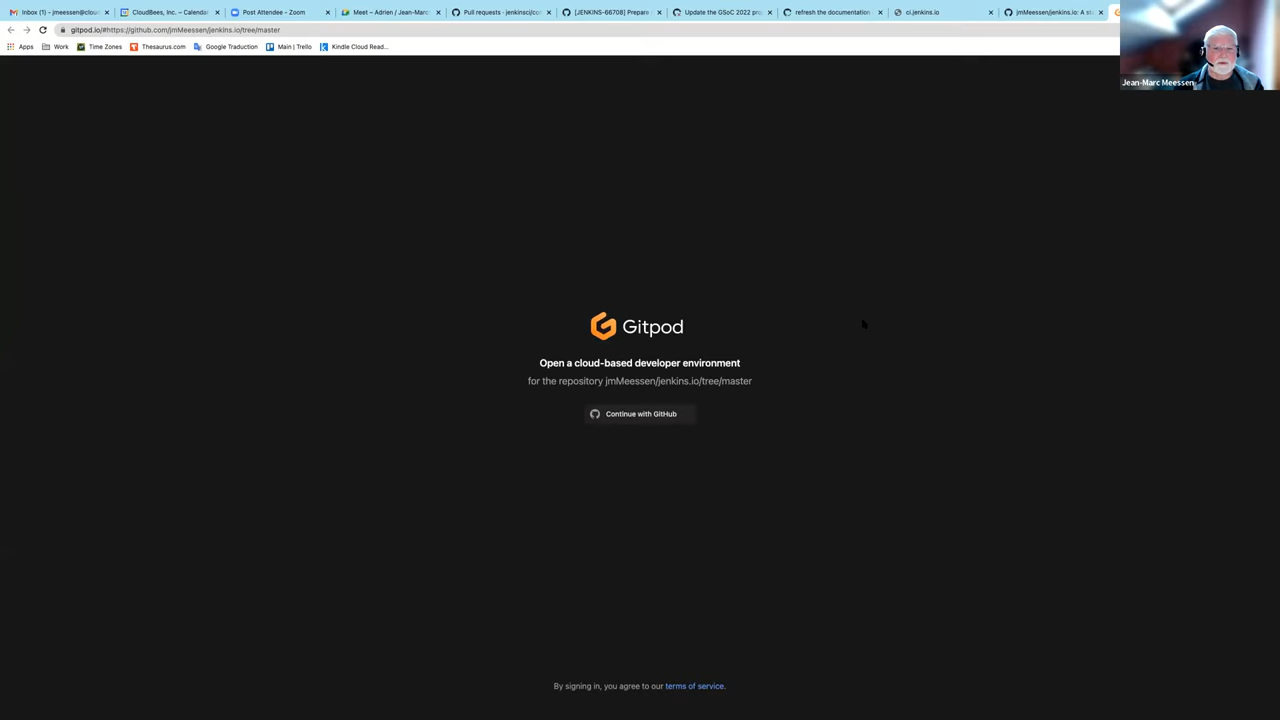 Inbox (1) - jmeessen@cloud
CloudBees, Inc. – Calenda
Post Attendee - Zoom
Meet – Adrien / Jean-Marc
Pull requests · jenkinsci/cor
[JENKINS-66708] Prepare
Update the GSoC 2022 pro
refresh the documentation
ci.jenkins.io
jmMeessen/jenkins.io: A st
gitpod.io/#https://github.com/jmMeessen/jenkins.io/tree/master
Apps
Work
Time Zones
Thesaurus.com
Google Traduction
Main | Trello
Kindle Cloud Read...
Jean-Marc Meessen
Gitpod
Open a cloud-based developer environment
for the repository jmMeessen/jenkins.io/tree/master
Continue with GitHub
By signing in, you agree to our terms of service.